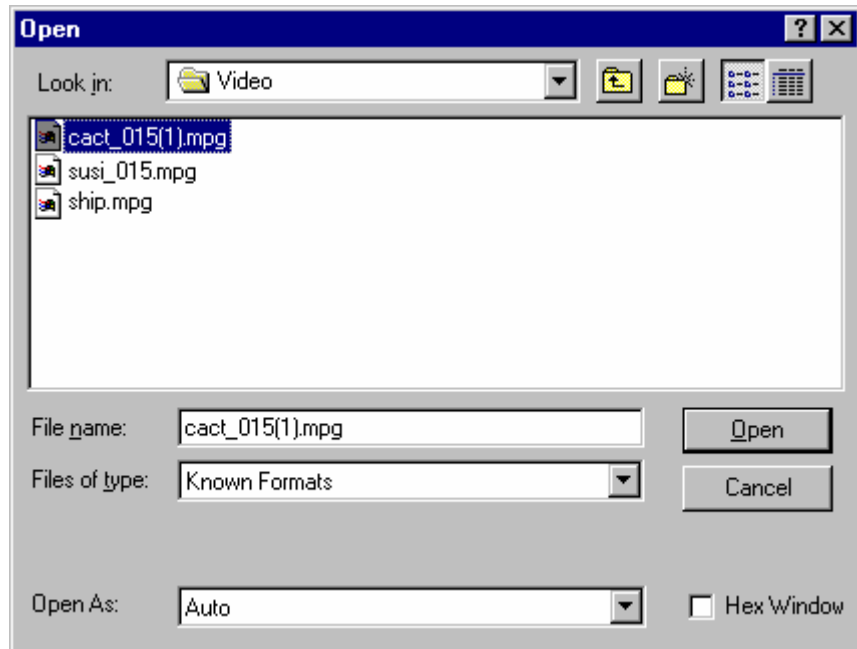 Open
Look in: Video
cact_015(1).mpg
susi_015.mpg
ship.mpg
File name: cact_015(1).mpg Open
Files of type: Known Formats Cancel
Open As: Auto Hex Window